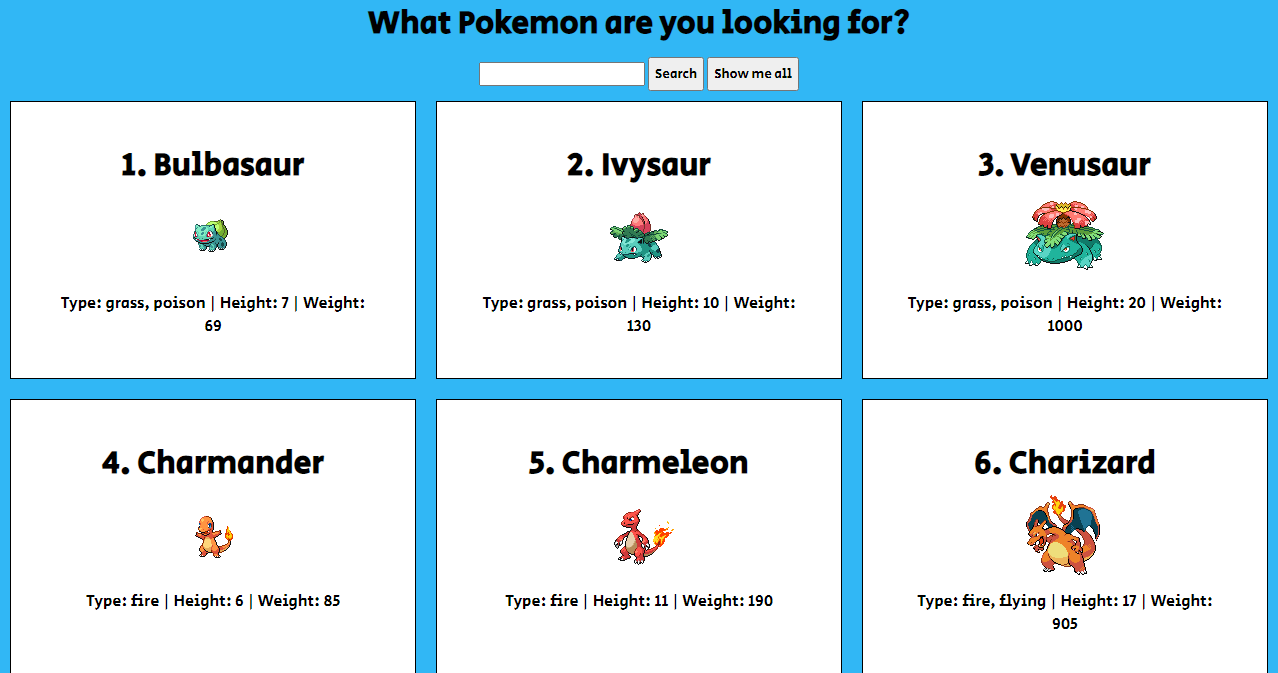 What Pokemon are you looking for?
Search Show me all
1. Bulbasaur
Type: grass, poison | Height: 7 | Weight:
69
2. Ivysaur
Type: grass, poison | Height: 10 | Weight:
130
3. Venusaur
Type: grass, poison | Height: 20 | Weight:
1000
4. Charmander
Type: fire | Height: 6 | Weight: 85
5. Charmeleon
Type: fire | Height: 11 | Weight: 190
6. Charizard
Type: fire, flying | Height: 17 | Weight:
905